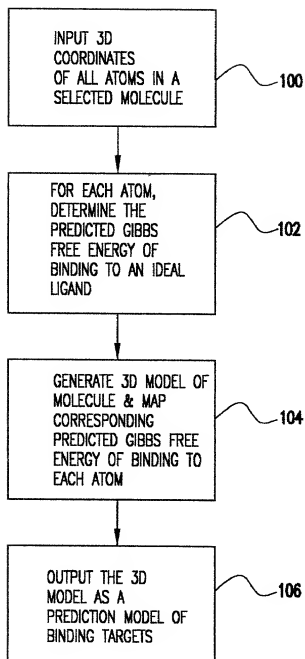 INPUT 3D
COORDINATES
OF ALL ATOMS IN A
SELECTED MOLECULE
100
FOR EACH ATOM,
DETERMINE THE
PREDICTED GIBBS
FREE ENERGY OF
BINDING TO AN IDEAL
LIGAND
102
GENERATE 3D MODEL OF
MOLECULE & MAP
CORRESPONDING
PREDICTED GIBBS FREE
ENERGY OF BINDING TO
EACH ATOM
104
OUTPUT THE 3D
MODEL AS A
PREDICTION MODEL OF
BINDING TARGETS
106